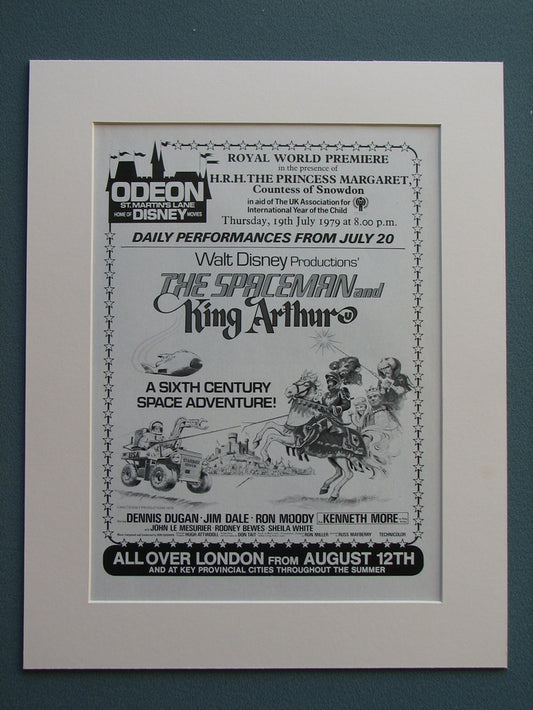 ROYAL WORLD PREMIERE
in the presence of
H.R.H. THE PRINCESS MARGARET,
Countess of Snowdon
in aid of The UK Association for
International Year of the Child
Thursday, 19th July 1979 at 8.00 p.m.
ODEON
ST. MARTIN'S LANE
HOME OF DISNEY MOVIES
DAILY PERFORMANCES FROM JULY 20
Walt Disney Productions'
THE SPACEMAN and
King Arthur U
A SIXTH CENTURY
SPACE ADVENTURE!
USA
DENNIS DUGAN · JIM DALE · RON MOODY KENNETH MORE
JOHN LE MESURIER · RODNEY BEWES SHEILA WHITE
HUGH ATTWOOLL DON TAIT RON MILLER RUSS MAYBERRY TECHNICOLOR
ALL OVER LONDON FROM AUGUST 12TH
AND AT KEY PROVINCIAL CITIES THROUGHOUT THE SUMMER